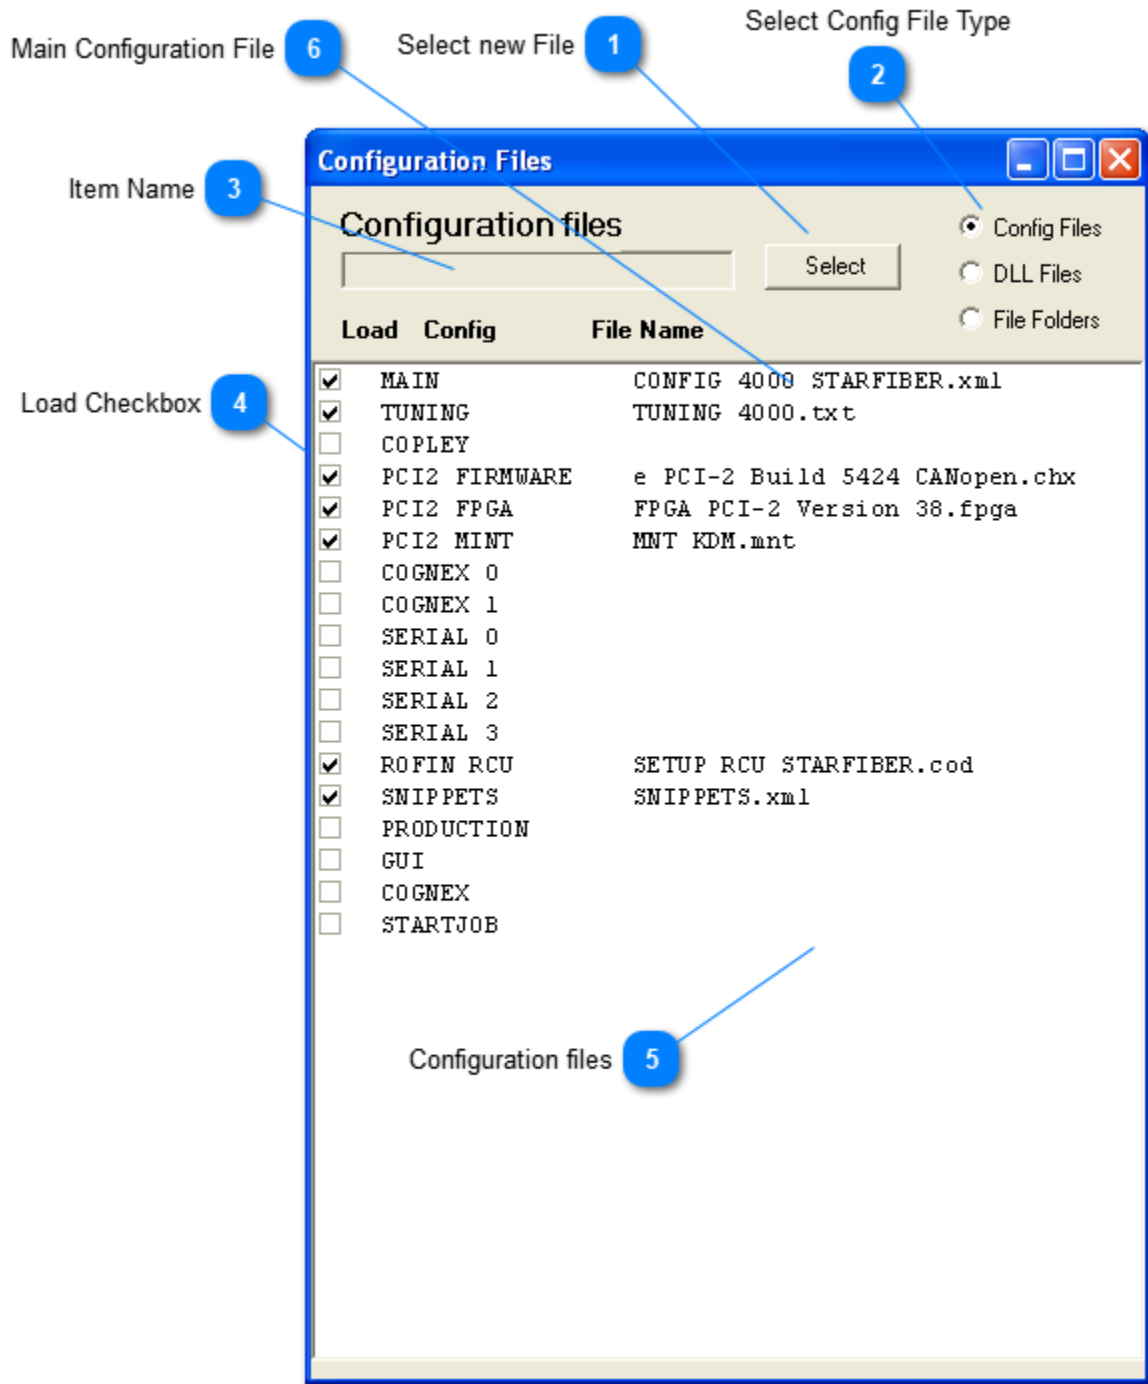 Select Config File Type
Main Configuration File 6
Select new File 1
2
Configuration Files
Item Name 3
Configuration files
Config Files
Select
DLL Files
File Folders
Load Config File Name
MAIN CONFIG 4000 STARFIBER.xml
Load Checkbox 4
TUNING TUNING 4000.txt
COPLEY
PCI2 FIRMWARE e PCI-2 Build 5424 CANopen.chx
PCI2 FPGA FPGA PCI-2 Version 38.fpga
PCI2 MINT MNT KDM.mnt
COGNEX 0
COGNEX 1
SERIAL 0
SERIAL 1
SERIAL 2
SERIAL 3
ROFIN RCU SETUP RCU STARFIBER.cod
SNIPPETS SNIPPETS.xml
PRODUCTION
GUI
COGNEX
STARTJOB
Configuration files 5